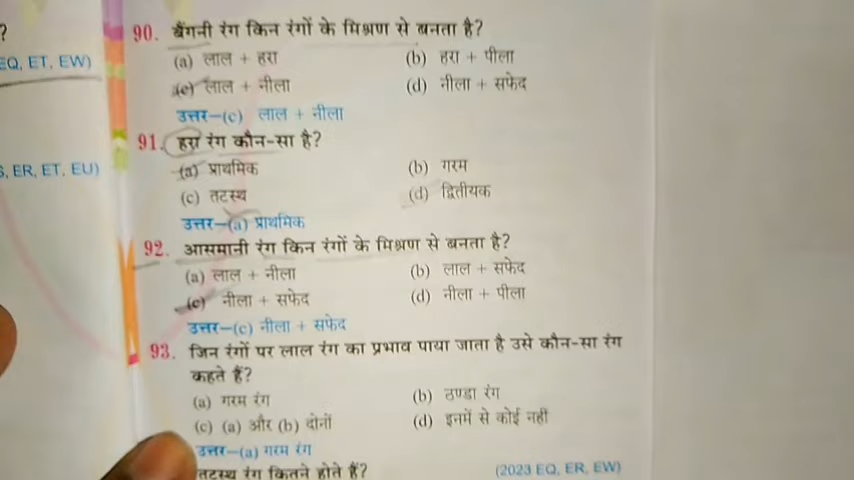 ?
EQ, ET, EW)
S, ER, ET, EU)
90. बैंगनी रंग किन रंगों के मिश्रण से बनता है?
(a) लाल + हरा (b) हरा + पीला
(c) लाल + नीला (d) नीला + सफेद
उत्तर–(c) लाल + नीला
91. हरा रंग कौन-सा है?
(a) प्राथमिक (b) गरम
(c) तटस्थ (d) द्वितीयक
उत्तर–(a) प्राथमिक
92. आसमानी रंग किन रंगों के मिश्रण से बनता है?
(a) लाल + नीला (b) लाल + सफेद
(c) नीला + सफेद (d) नीला + पीला
उत्तर–(c) नीला + सफेद
93. जिन रंगों पर लाल रंग का प्रभाव पाया जाता है उसे कौन-सा रंग
कहते हैं?
(a) गरम रंग (b) ठण्डा रंग
(c) (a) और (b) दोनों (d) इनमें से कोई नहीं
उत्तर–(a) गरम रंग
तटस्थ रंग कितने होते हैं? (2023 EQ, ER, EW)